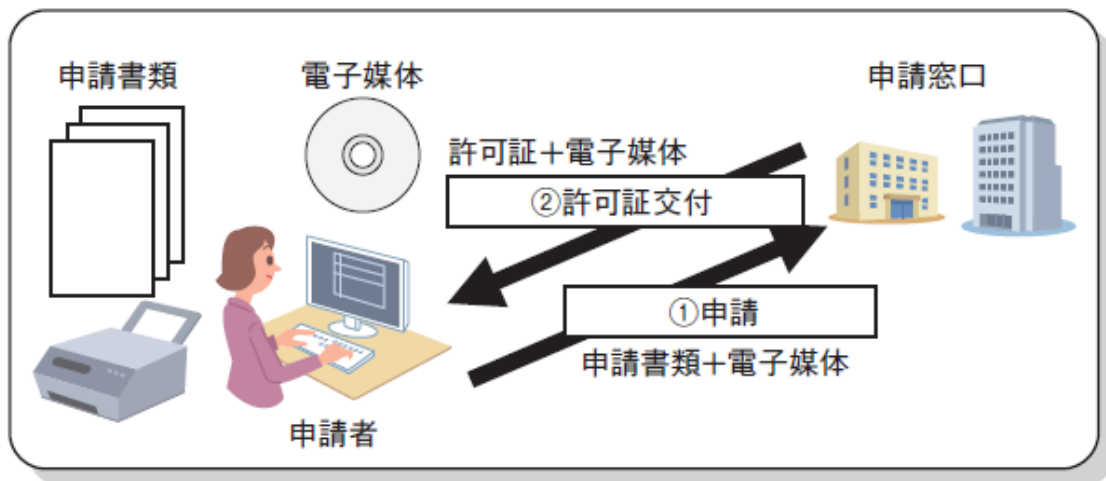 申請書類
電子媒体
申請窓口
許可証＋電子媒体
②許可証交付
①申請
申請書類＋電子媒体
申請者